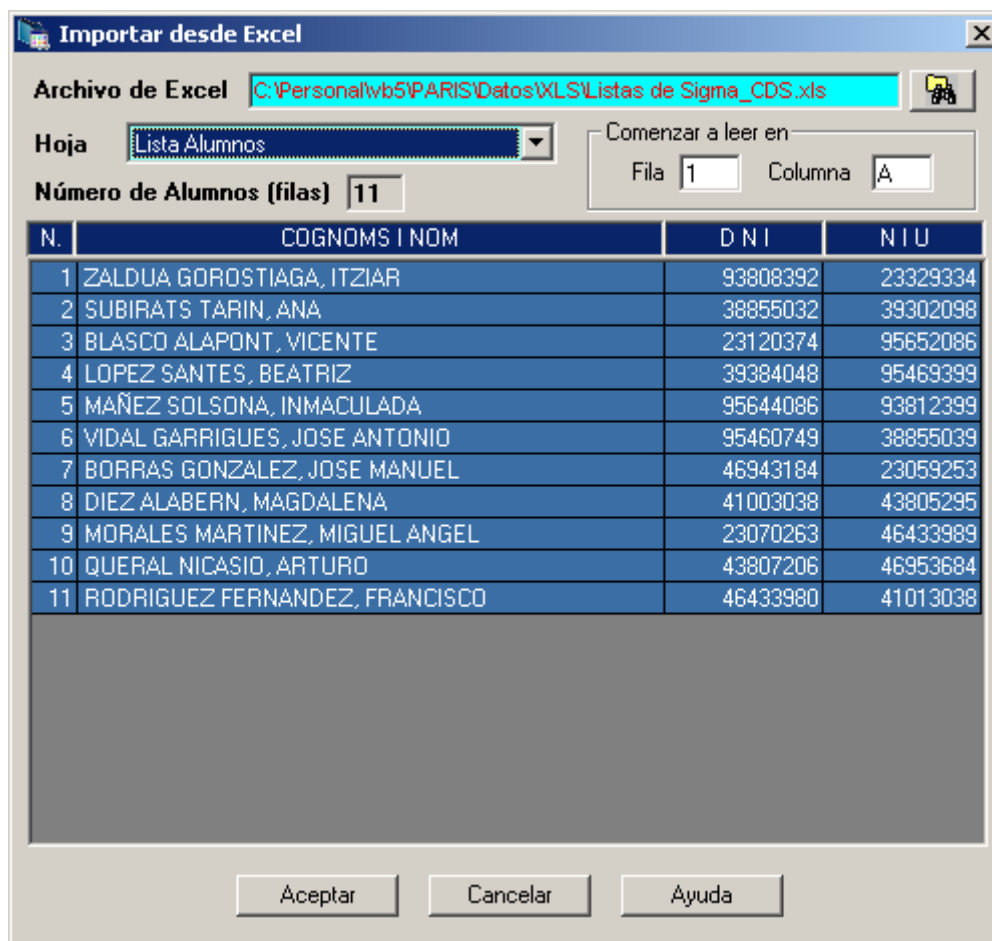 Importar desde Excel
Archivo de Excel C:\Personal\vb5\PARIS\Datos\XLS\Listas de Sigma_CDS.xls
Hoja Lista Alumnos
Comenzar a leer en
Fila 1 Columna A
Número de Alumnos (filas) 11
N. COGNOMS I NOM D N I N I U
1 ZALDUA GOROSTIAGA, ITZIAR 93808392 23329334
2 SUBIRATS TARIN, ANA 38855032 39302098
3 BLASCO ALAPONT, VICENTE 23120374 95652086
4 LOPEZ SANTES, BEATRIZ 39384048 95469399
5 MAÑEZ SOLSONA, INMACULADA 95644086 93812399
6 VIDAL GARRIGUES, JOSE ANTONIO 95460749 38855039
7 BORRAS GONZALEZ, JOSE MANUEL 46943184 23059253
8 DIEZ ALABERN, MAGDALENA 41003038 43805295
9 MORALES MARTINEZ, MIGUEL ANGEL 23070263 46433989
10 QUERAL NICASIO, ARTURO 43807206 46953684
11 RODRIGUEZ FERNANDEZ, FRANCISCO 46433980 41013038
Aceptar Cancelar Ayuda